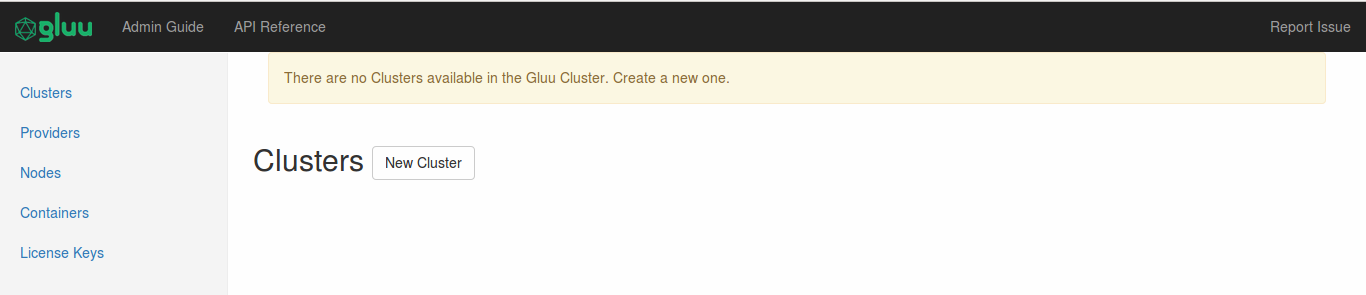 gluu Admin Guide API Reference Report Issue
There are no Clusters available in the Gluu Cluster. Create a new one.
Clusters
Providers
Nodes
Containers
License Keys
Clusters New Cluster